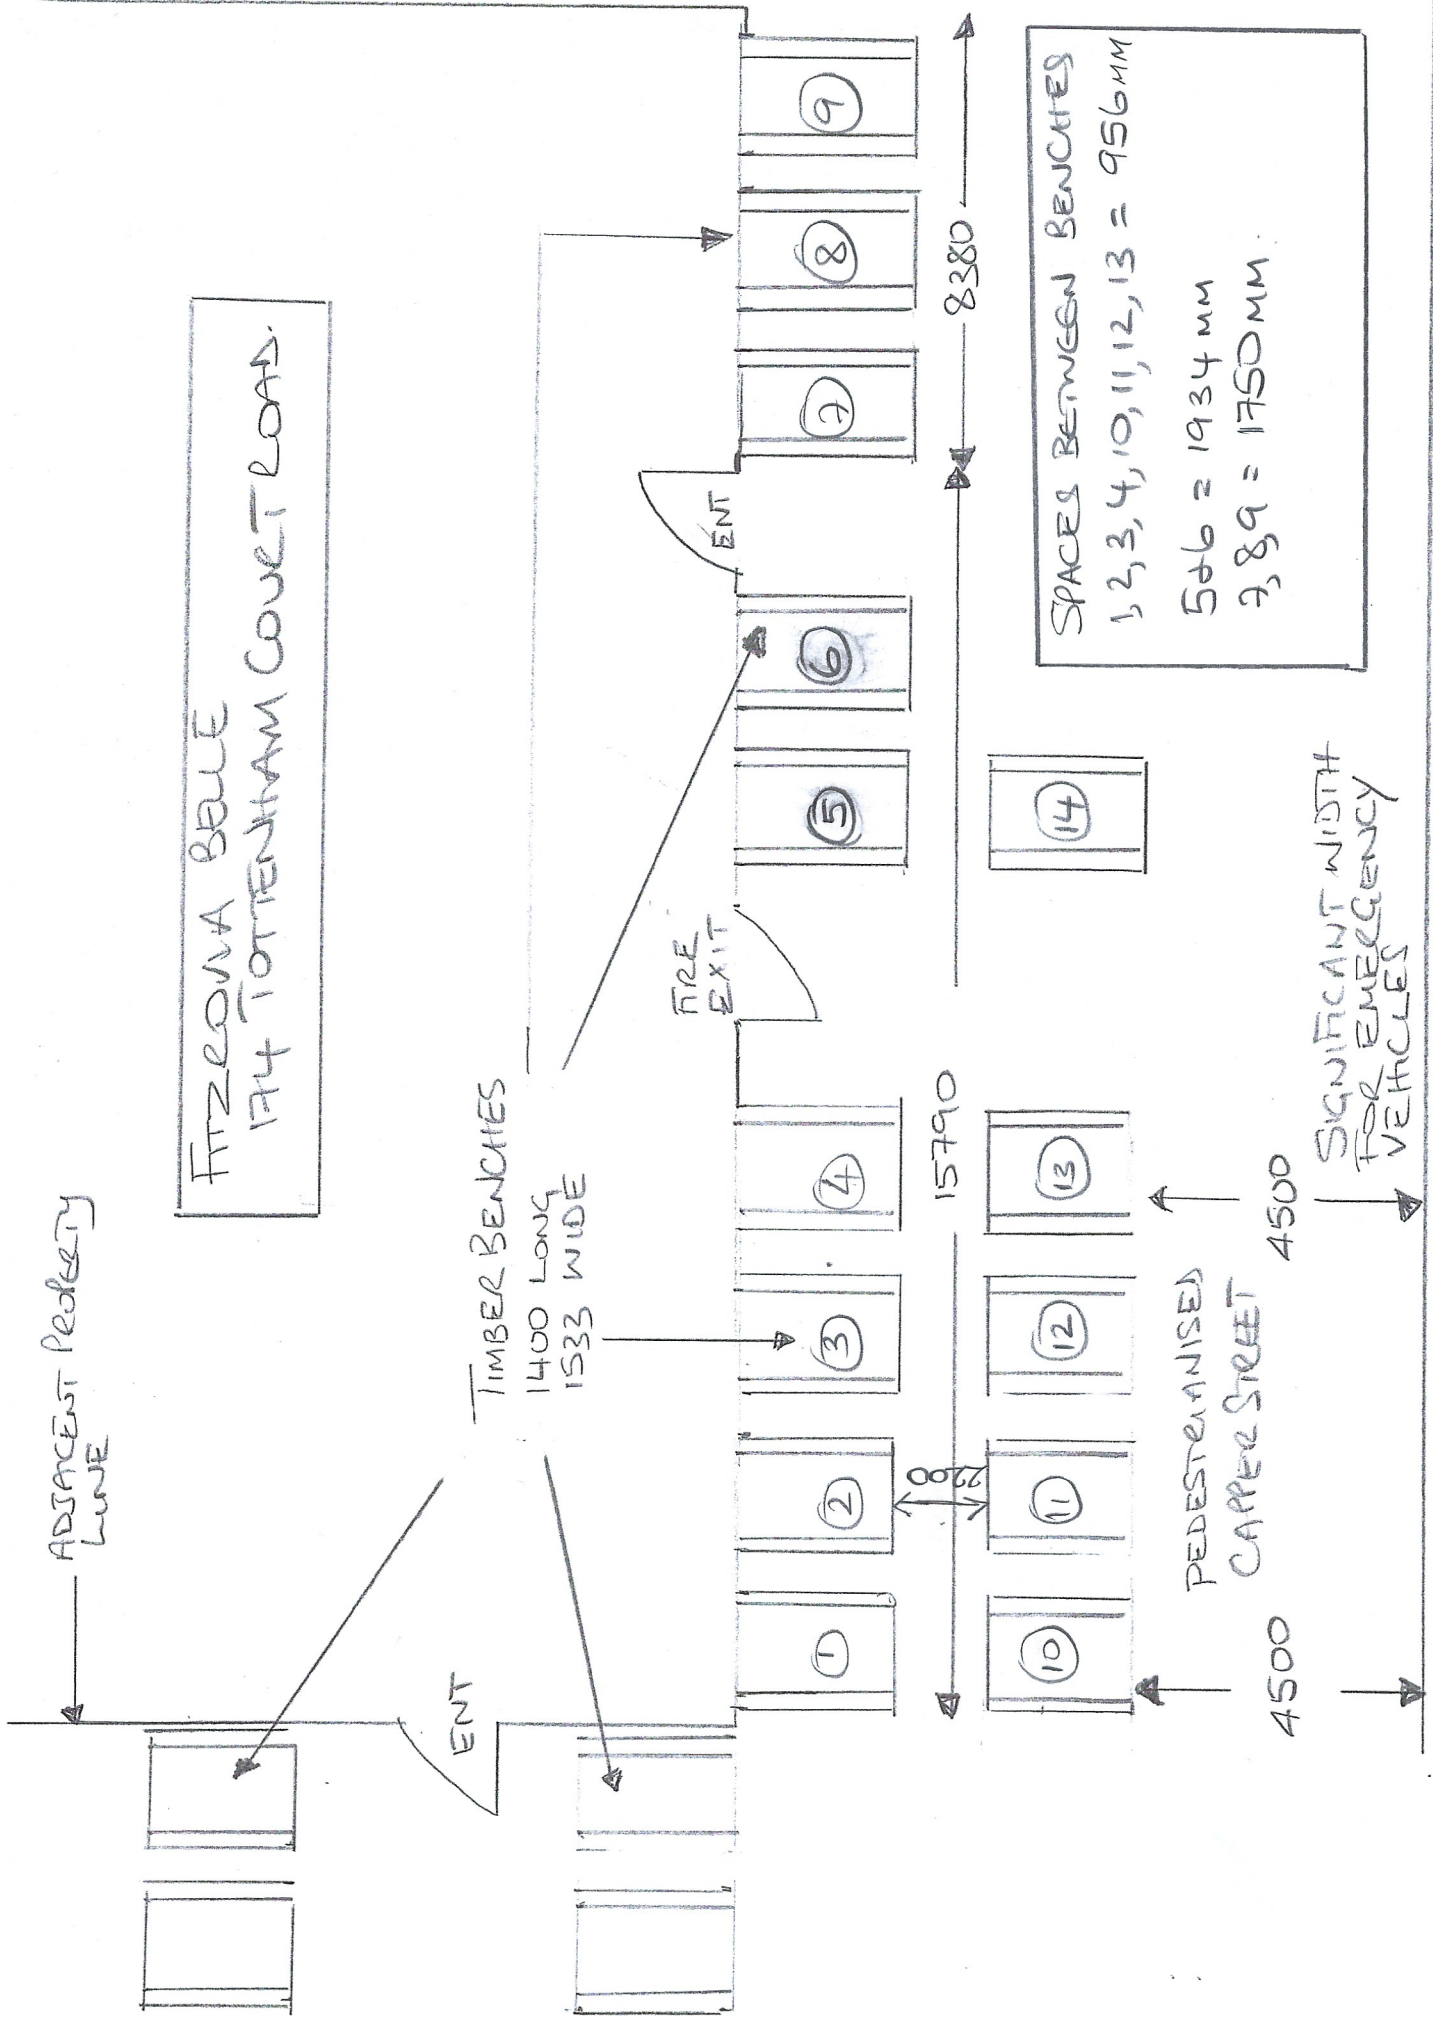 ADJACENT PROPERTY
LINE
FITZROVIA BELLE
174 TOTTENHAM COURT ROAD.
ENT
TIMBER BENCHES
1400 LONG
1533 WIDE
FIRE
EXIT
ENT
1
2
3
4
5
6
7
8
9
2200
15790
8380
10
11
12
13
14
PEDESTRIANISED
CAPPER STREET
4500
4500
SIGNIFICANT WIDTH
FOR EMERGENCY
VEHICLES
SPACES BETWEEN BENCHES
1, 2, 3, 4, 10, 11, 12, 13 = 956MM
5&6 = 1934MM
7, 8, 9 = 1750MM.